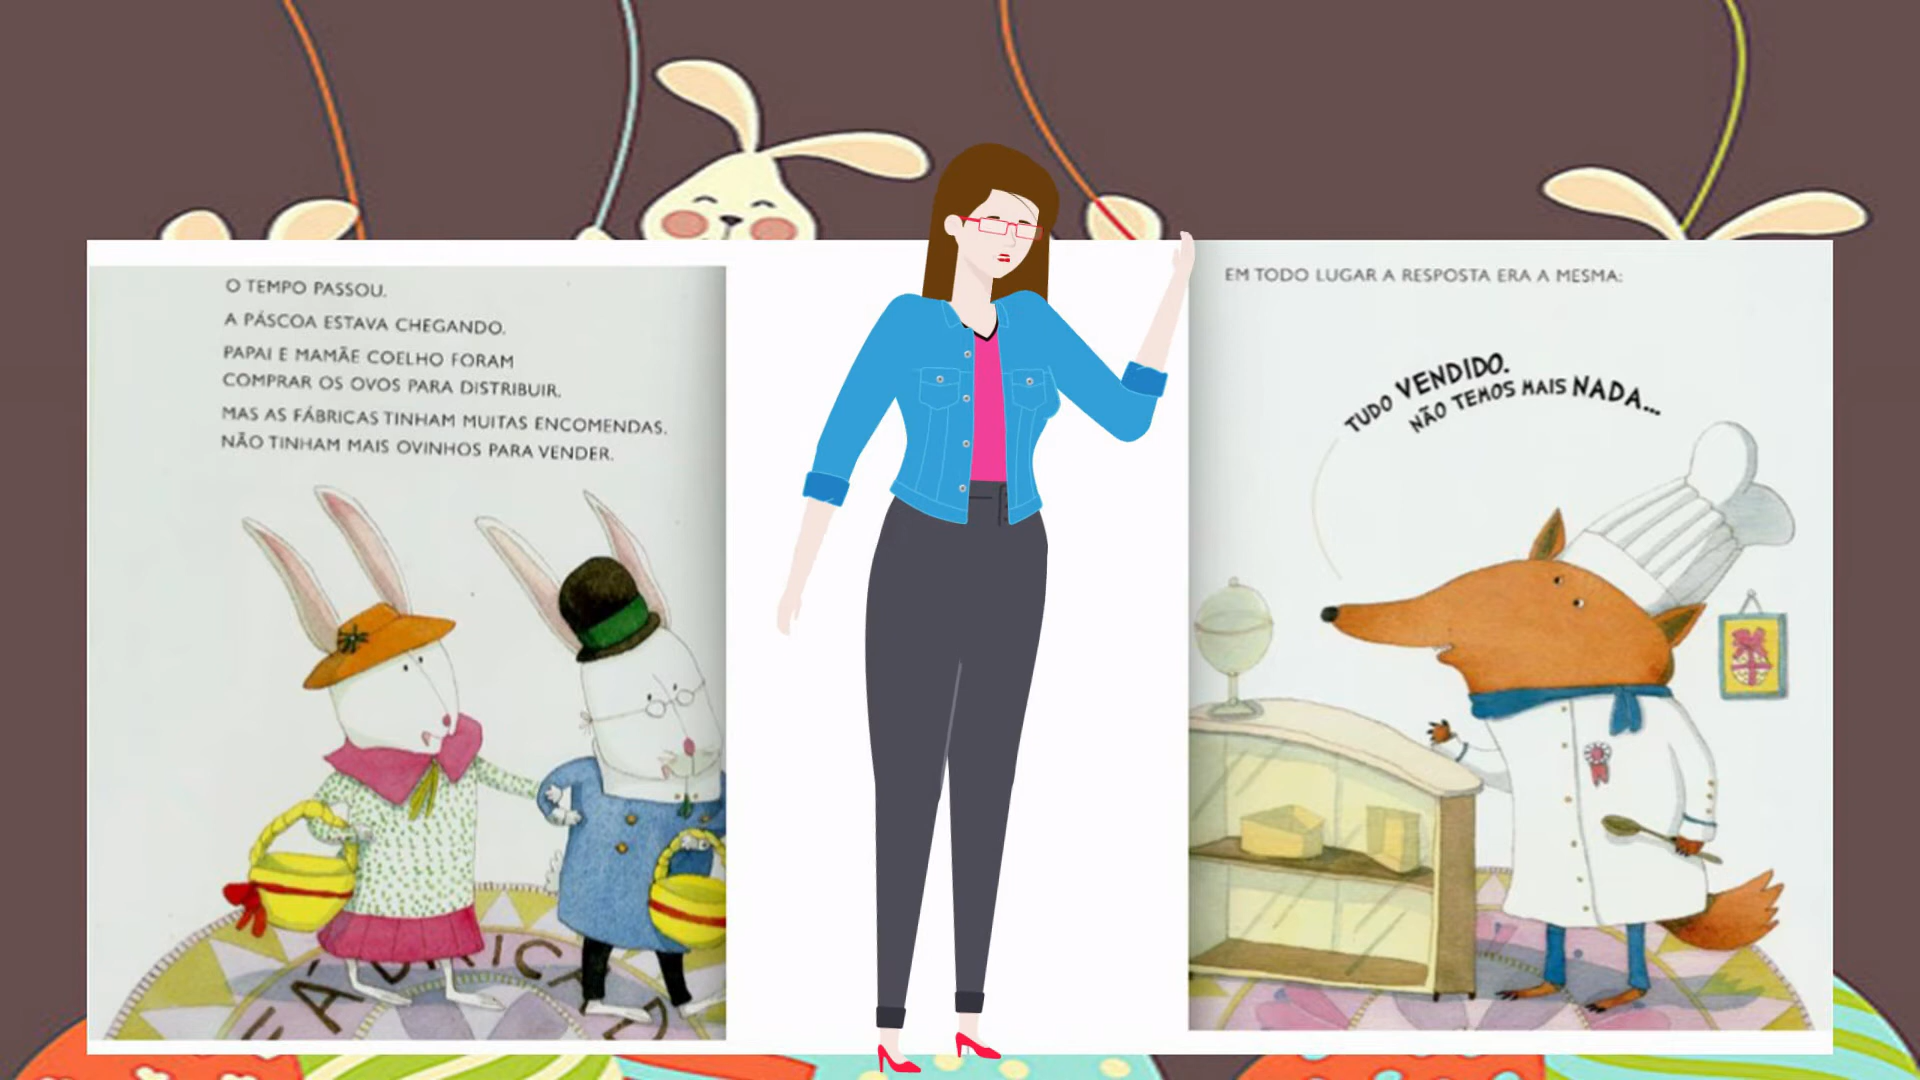 O TEMPO PASSOU.
A PÁSCOA ESTAVA CHEGANDO.
PAPAI E MAMÃE COELHO FORAM
COMPRAR OS OVOS PARA DISTRIBUIR.
MAS AS FÁBRICAS TINHAM MUITAS ENCOMENDAS.
NÃO TINHAM MAIS OVINHOS PARA VENDER.
FÁBRICA D
EM TODO LUGAR A RESPOSTA ERA A MESMA:
TUDO VENDIDO.
NÃO TEMOS MAIS NADA...